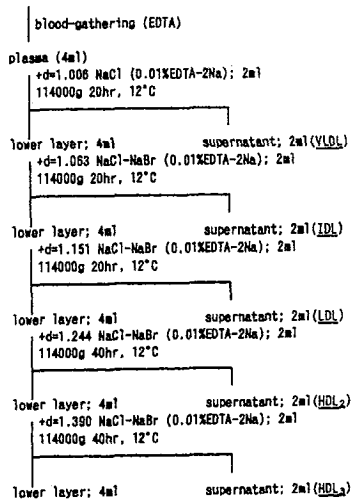 blood-gathering (EDTA)
plasma (4ml)
+d=1.006 NaCl (0.01%EDTA-2Na); 2ml
114000g 20hr, 12°C
lower layer; 4ml supernatant; 2ml(VLDL)
+d=1.063 NaCl-NaBr (0.01%EDTA-2Na); 2ml
114000g 20hr, 12°C
lower layer; 4ml supernatant; 2ml(IDL)
+d=1.151 NaCl-NaBr (0.01%EDTA-2Na); 2ml
114000g 20hr, 12°C
lower layer; 4ml supernatant; 2ml(LDL)
+d=1.244 NaCl-NaBr (0.01%EDTA-2Na); 2ml
114000g 40hr, 12°C
lower layer; 4ml supernatant; 2ml(HDL₂)
+d=1.390 NaCl-NaBr (0.01%EDTA-2Na); 2ml
114000g 40hr, 12°C
lower layer; 4ml supernatant; 2ml(HDL₃)